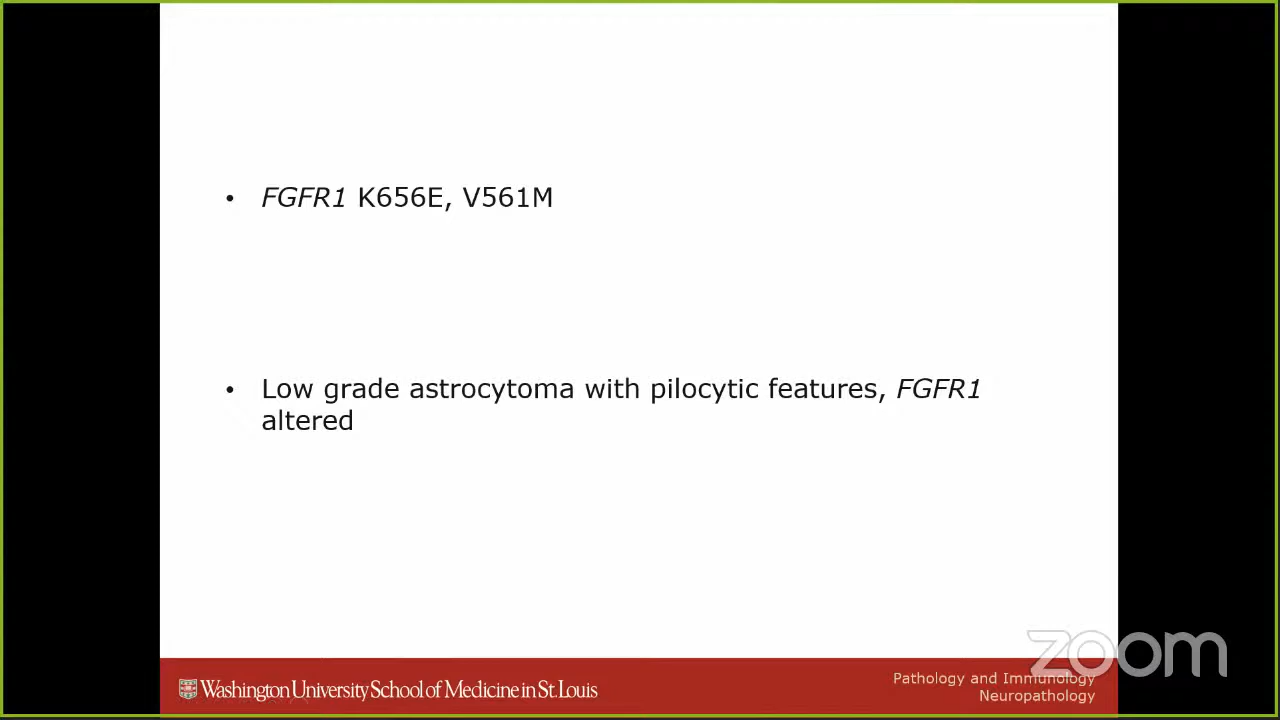 • FGFR1 K656E, V561M
• Low grade astrocytoma with pilocytic features, FGFR1
altered
zoom
Washington University School of Medicine in St. Louis
Pathology and Immunology
Neuropathology